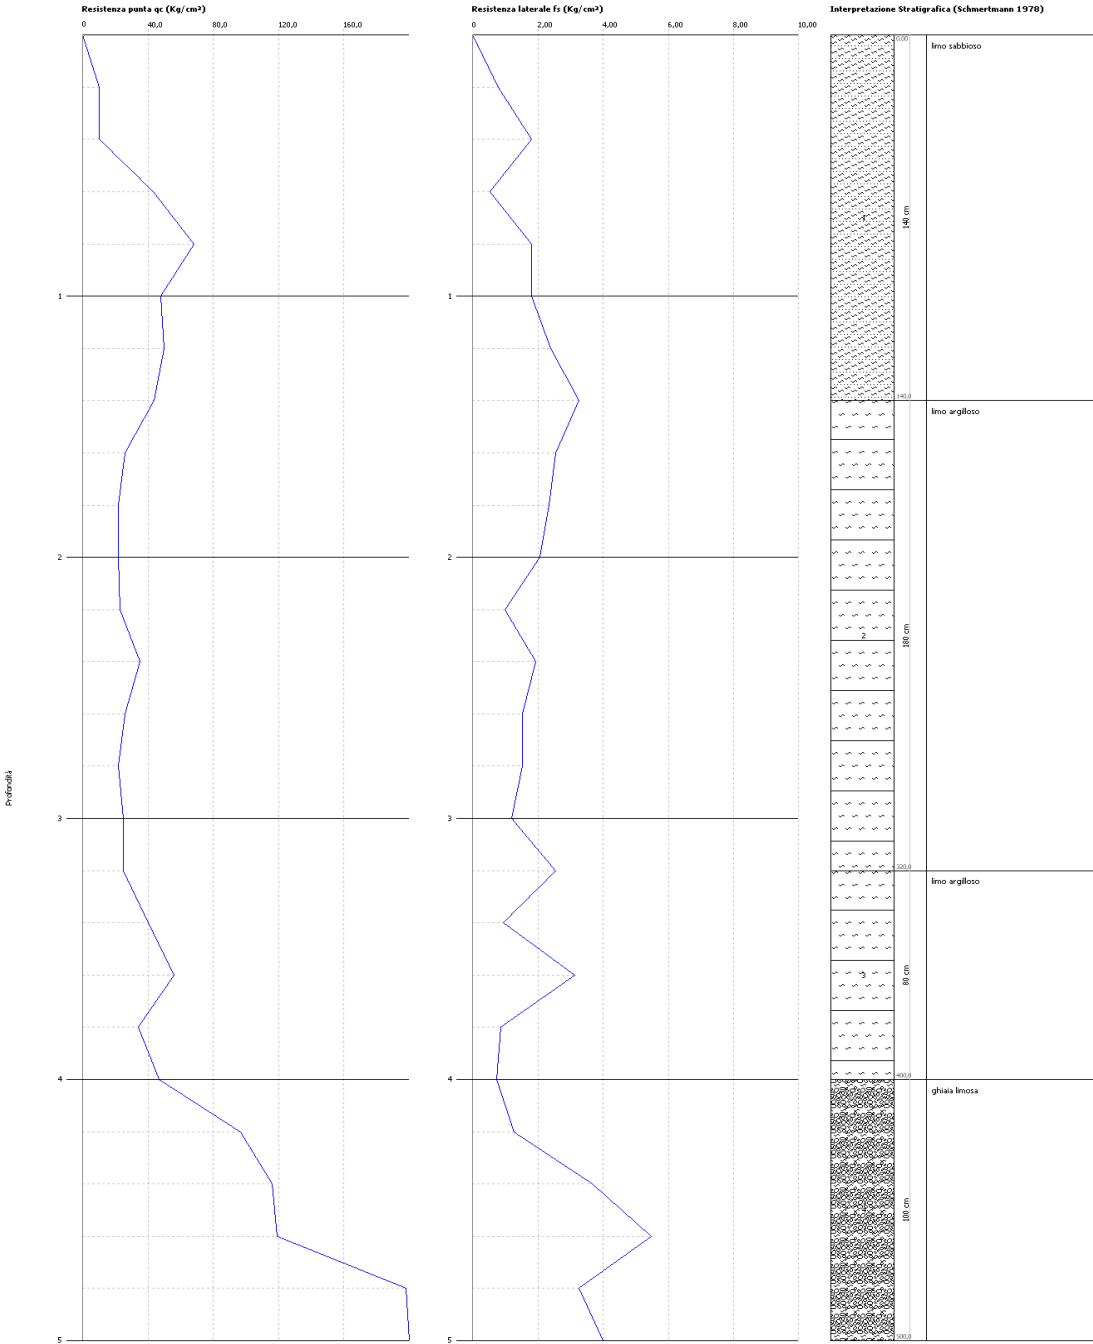 Resistenza punta qc (Kg/cm²)
40,0 80,0 120,0 160,0
0
1
2
3
4
5
Profondità
Resistenza laterale fs (Kg/cm²)
0 2,00 4,00 6,00 8,00 10,00
1
2
3
4
5
Interpretazione Stratigrafica (Schmertmann 1978)
0.00
limo sabbioso
1
140 cm
140,0
limo argilloso
2
180 cm
320,0
limo argilloso
3
80 cm
400,0
ghiaia limosa
100 cm
500,0